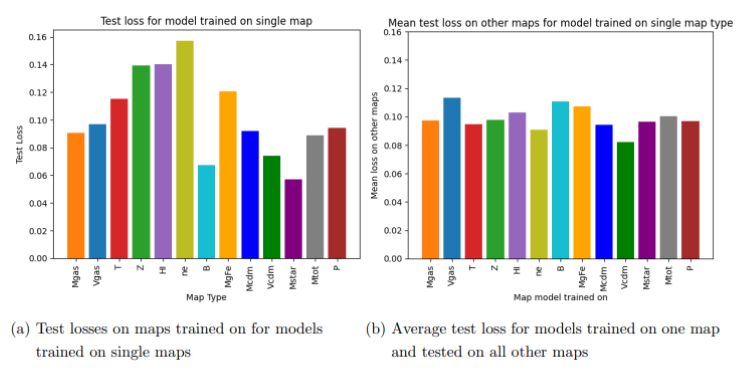 Test loss for model trained on single map
0.16
0.14
0.12
0.10
0.08
0.06
0.04
0.02
0.00
Test Loss
Mgas
Vgas
T
Z
HI
ne
B
MgFe
Mcdm
Vcdm
Mstar
Mtot
P
Map Type
(a) Test losses on maps trained on for models
trained on single maps
Mean test loss on other maps for model trained on single map type
0.16
0.14
0.12
0.10
0.08
0.06
0.04
0.02
0.00
Mean loss on other maps
Mgas
Vgas
T
Z
HI
ne
B
MgFe
Mcdm
Vcdm
Mstar
Mtot
P
Map model trained on
(b) Average test loss for models trained on one map
and tested on all other maps